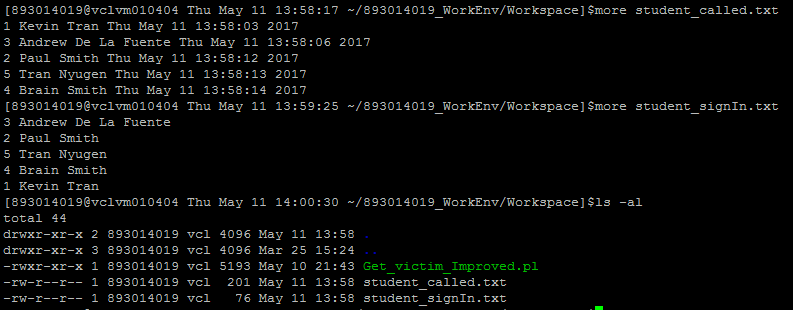 [893014019@vclvm010404 Thu May 11 13:58:17 ~/893014019_WorkEnv/Workspace]$more student_called.txt
1 Kevin Tran Thu May 11 13:58:03 2017
3 Andrew De La Fuente Thu May 11 13:58:06 2017
2 Paul Smith Thu May 11 13:58:12 2017
5 Tran Nyugen Thu May 11 13:58:13 2017
4 Brain Smith Thu May 11 13:58:14 2017
[893014019@vclvm010404 Thu May 11 13:59:25 ~/893014019_WorkEnv/Workspace]$more student_signIn.txt
3 Andrew De La Fuente
2 Paul Smith
5 Tran Nyugen
4 Brain Smith
1 Kevin Tran
[893014019@vclvm010404 Thu May 11 14:00:30 ~/893014019_WorkEnv/Workspace]$ls -al
total 44
drwxr-xr-x 2 893014019 vcl 4096 May 11 13:58 .
drwxr-xr-x 3 893014019 vcl 4096 Mar 25 15:24 ..
-rwxr-xr-x 1 893014019 vcl 5193 May 10 21:43 Get_victim_Improved.pl
-rw-r--r-- 1 893014019 vcl  201 May 11 13:58 student_called.txt
-rw-r--r-- 1 893014019 vcl   76 May 11 13:58 student_signIn.txt